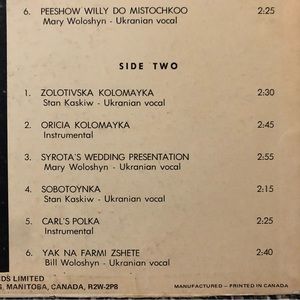 6. PEESHOW WILLY DO MISTOCHKOO 2:25
Mary Woloshyn - Ukranian vocal
SIDE TWO
1. ZOLOTIVSKA KOLOMAYKA 2:30
Stan Kaskiw - Ukranian vocal
2. ORICIA KOLOMAYKA 2:45
Instrumental
3. SYROTA'S WEDDING PRESENTATION 2:55
Mary Woloshyn - Ukranian vocal
4. SOBOTOYNKA 2:15
Stan Kaskiw - Ukranian vocal
5. CARL'S POLKA 2:25
Instrumental
6. YAK NA FARMI ZSHETE 2:40
Bill Woloshyn - Ukranian vocal
LIMITED
MANITOBA, CANADA, R2W-2P8
MANUFACTURED – PRINTED IN CANADA